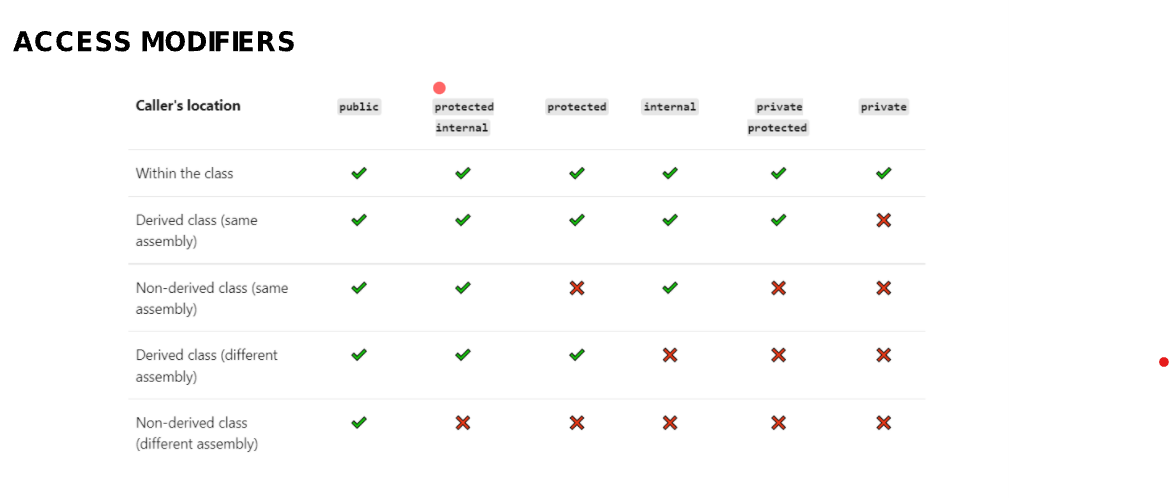 ACCESS MODIFIERS
Caller's location public protected internal protected internal private protected private
Within the class
Derived class (same
assembly)
Non-derived class (same
assembly)
Derived class (different
assembly)
Non-derived class
(different assembly)